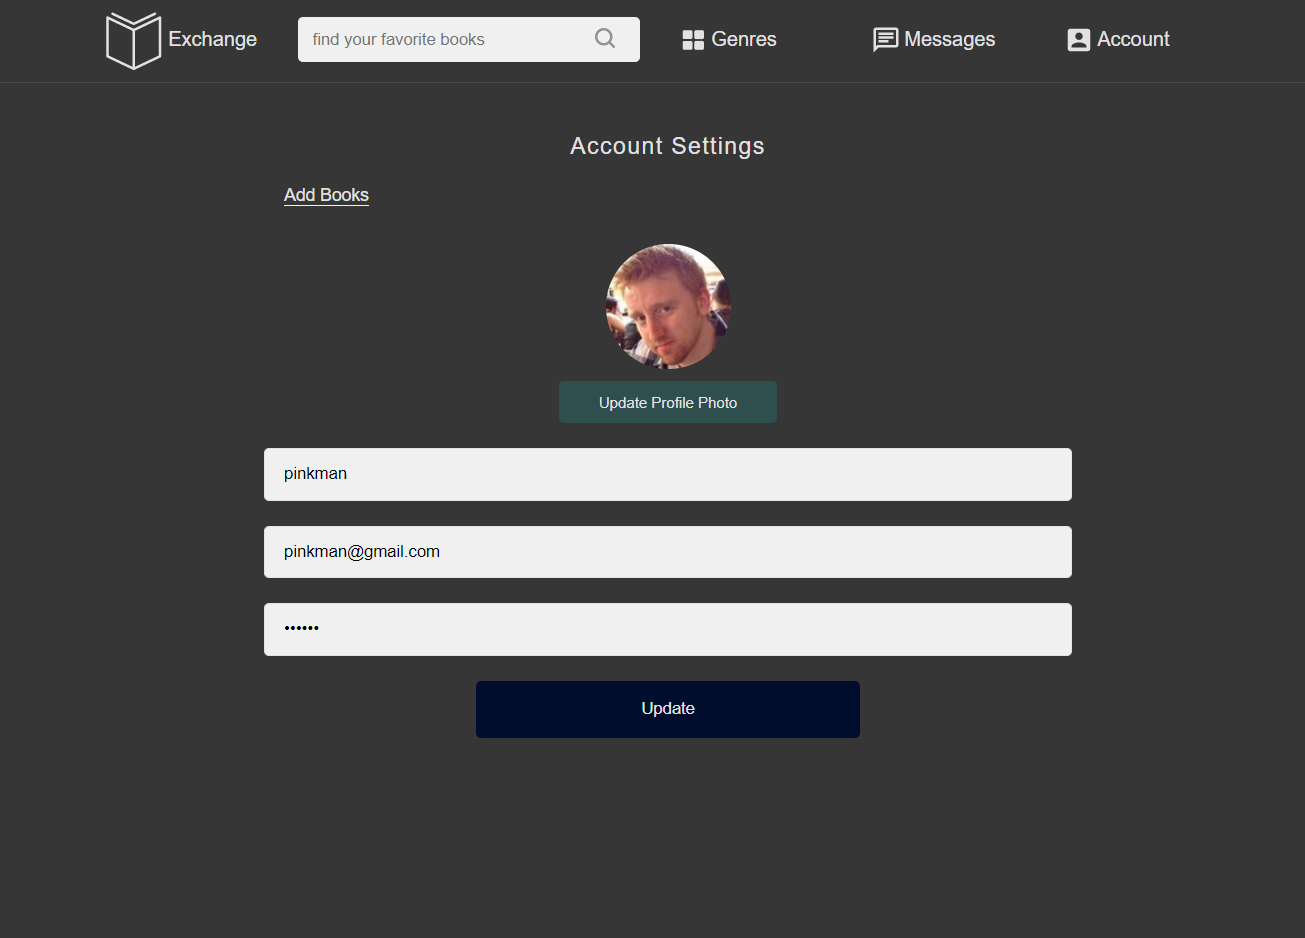 Exchange
find your favorite books
Genres
Messages
Account
Account Settings
Add Books
Update Profile Photo
pinkman
pinkman@gmail.com
••••••
Update